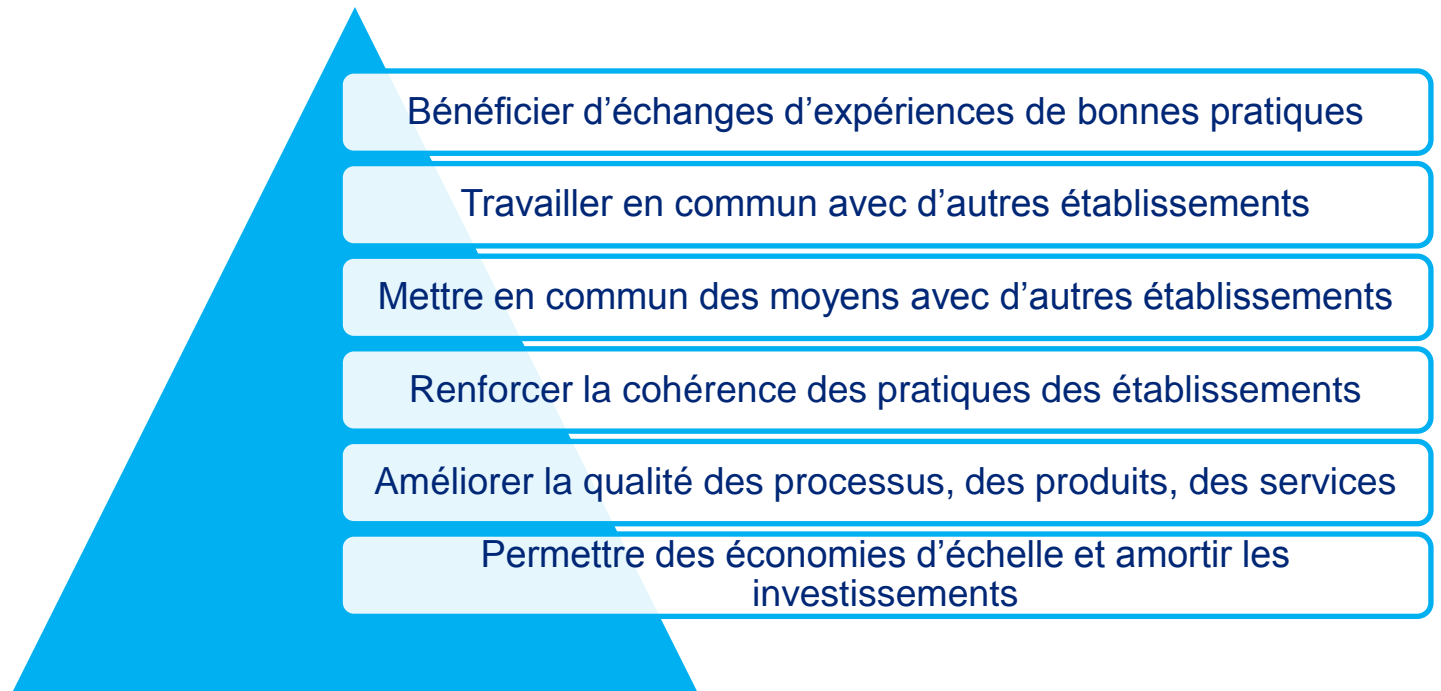 Bénéficier d’échanges d’expériences de bonnes pratiques
Travailler en commun avec d’autres établissements
Mettre en commun des moyens avec d’autres établissements
Renforcer la cohérence des pratiques des établissements
Améliorer la qualité des processus, des produits, des services
Permettre des économies d’échelle et amortir les
investissements